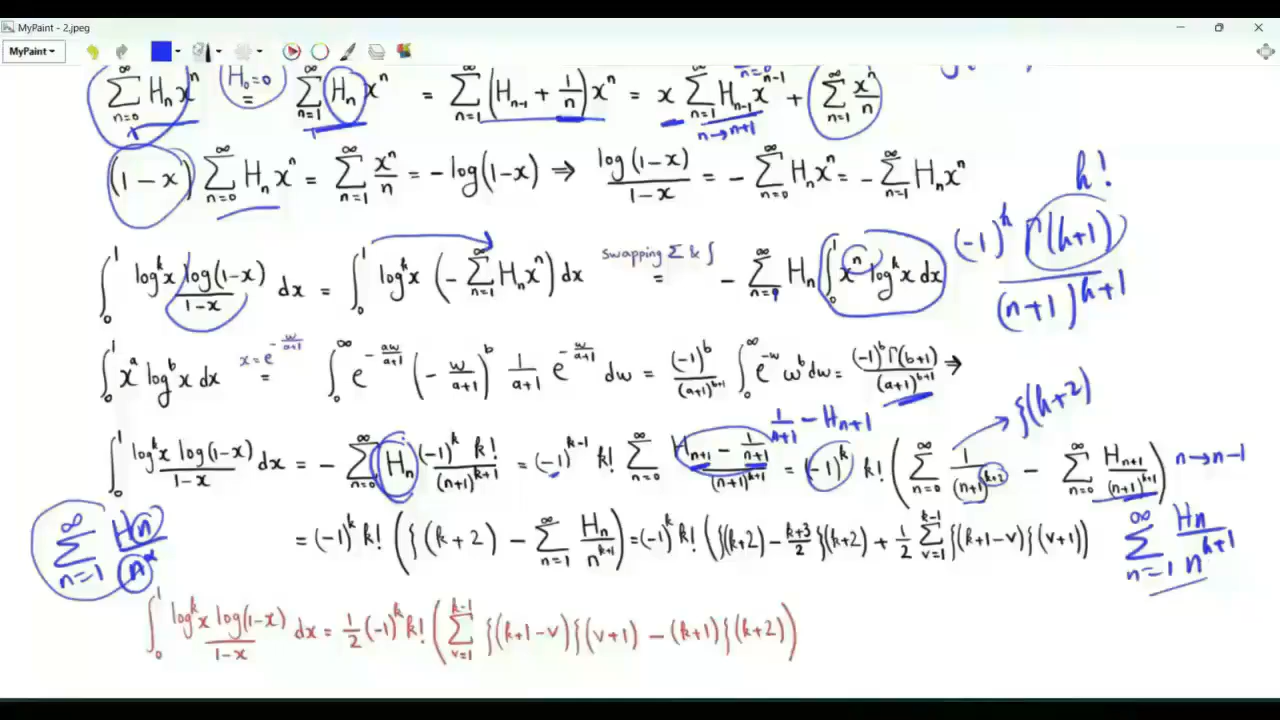 MyPaint - 2.jpeg
MyPaint
∑_{n=0}^{∞} H_n x^n =^{H_0=0} ∑_{n=1}^{∞} H_n x^n = ∑_{n=1}^{∞} (H_{n-1} + 1/n) x^n = x ∑_{n=1}^{∞} H_{n-1} x^{n-1} + ∑_{n=1}^{∞} x^n/n
n=0
n→n+1
(1-x) ∑_{n=0}^{∞} H_n x^n = ∑_{n=1}^{∞} x^n/n = -log(1-x) ⇒ log(1-x)/(1-x) = -∑_{n=0}^{∞} H_n x^n = -∑_{n=1}^{∞} H_n x^n
k!
∫_0^1 log^k x log(1-x)/(1-x) dx = ∫_0^1 log^k x (-∑_{n=1}^{∞} H_n x^n) dx =^{swapping ∑ & ∫} -∑_{n=0}^{∞} H_n ∫_0^1 x^n log^k x dx
(-1)^k Γ(k+1)/(n+1)^{k+1}
∫_0^1 x^a log^b x dx =^{x=e^{-w/(a+1)}} ∫_0^∞ e^{-aw/(a+1)} (-w/(a+1))^b 1/(a+1) e^{-w/(a+1)} dw = (-1)^b/(a+1)^{b+1} ∫_0^∞ e^{-w} w^b dw = (-1)^b Γ(b+1)/(a+1)^{b+1} ⇒
1/(n+1) - H_{n+1}
ζ(k+2)
∫_0^1 log^k x log(1-x)/(1-x) dx = -∑_{n=0}^{∞} H_n (-1)^k k!/(n+1)^{k+1} = (-1)^{k-1} k! ∑_{n=0}^{∞} (H_{n+1} - 1/(n+1))/(n+1)^{k+1} = (-1)^k k! (∑_{n=0}^{∞} 1/(n+1)^{k+2} - ∑_{n=0}^{∞} H_{n+1}/(n+1)^{k+1}) n→n-1
∑_{n=1}^{∞} H_n/n^α
= (-1)^k k! (ζ(k+2) - ∑_{n=1}^{∞} H_n/n^{k+1}) = (-1)^k k! (ζ(k+2) - (k+3)/2 ζ(k+2) + 1/2 ∑_{v=1}^{k-1} ζ(k+1-v) ζ(v+1))
∑_{n=1}^{∞} H_n/n^{k+1}
∫_0^1 log^k x log(1-x)/(1-x) dx = 1/2 (-1)^k k! (∑_{v=1}^{k-1} ζ(k+1-v) ζ(v+1) - (k+1) ζ(k+2))